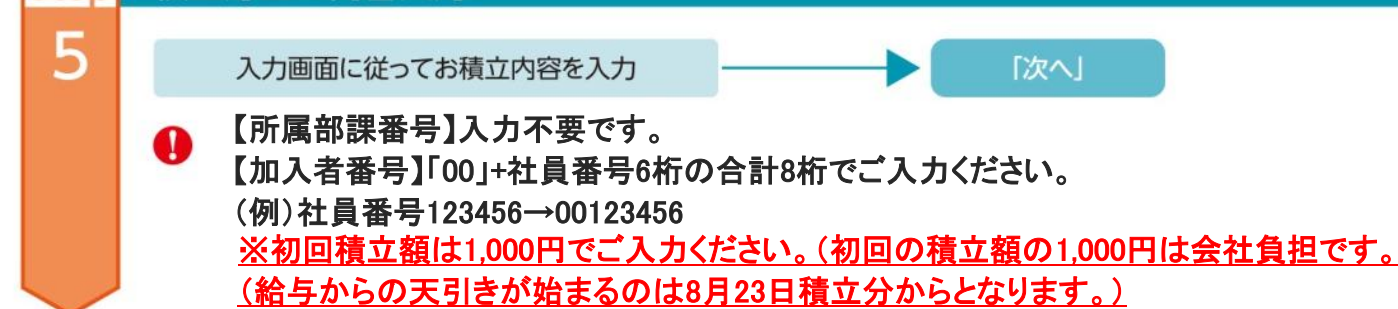 5
入力画面に従ってお積立内容を入力
「次へ」
【所属部課番号】入力不要です。
【加入者番号】「00」+社員番号6桁の合計8桁でご入力ください。
(例)社員番号123456→00123456
※初回積立額は1,000円でご入力ください。(初回の積立額の1,000円は会社負担です。
(給与からの天引きが始まるのは8月23日積立分からとなります。)